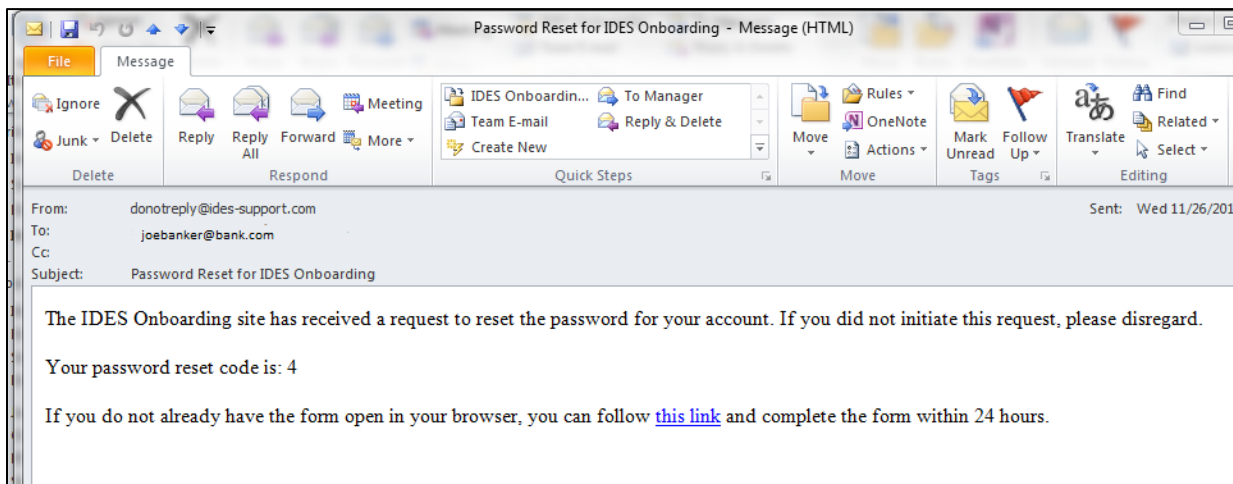 Password Reset for IDES Onboarding - Message (HTML)
File Message
Ignore
Junk
Delete
Reply
Reply All
Forward
Meeting
More
IDES Onboardin... To Manager
Team E-mail Reply & Delete
Create New
Move
Rules
OneNote
Actions
Mark Unread
Follow Up
Translate
Find
Related
Select
Delete Respond Quick Steps Move Tags Editing
From: donotreply@ides-support.com Sent: Wed 11/26/201
To: joebanker@bank.com
Cc:
Subject: Password Reset for IDES Onboarding
The IDES Onboarding site has received a request to reset the password for your account. If you did not initiate this request, please disregard.
Your password reset code is: 4
If you do not already have the form open in your browser, you can follow this link and complete the form within 24 hours.